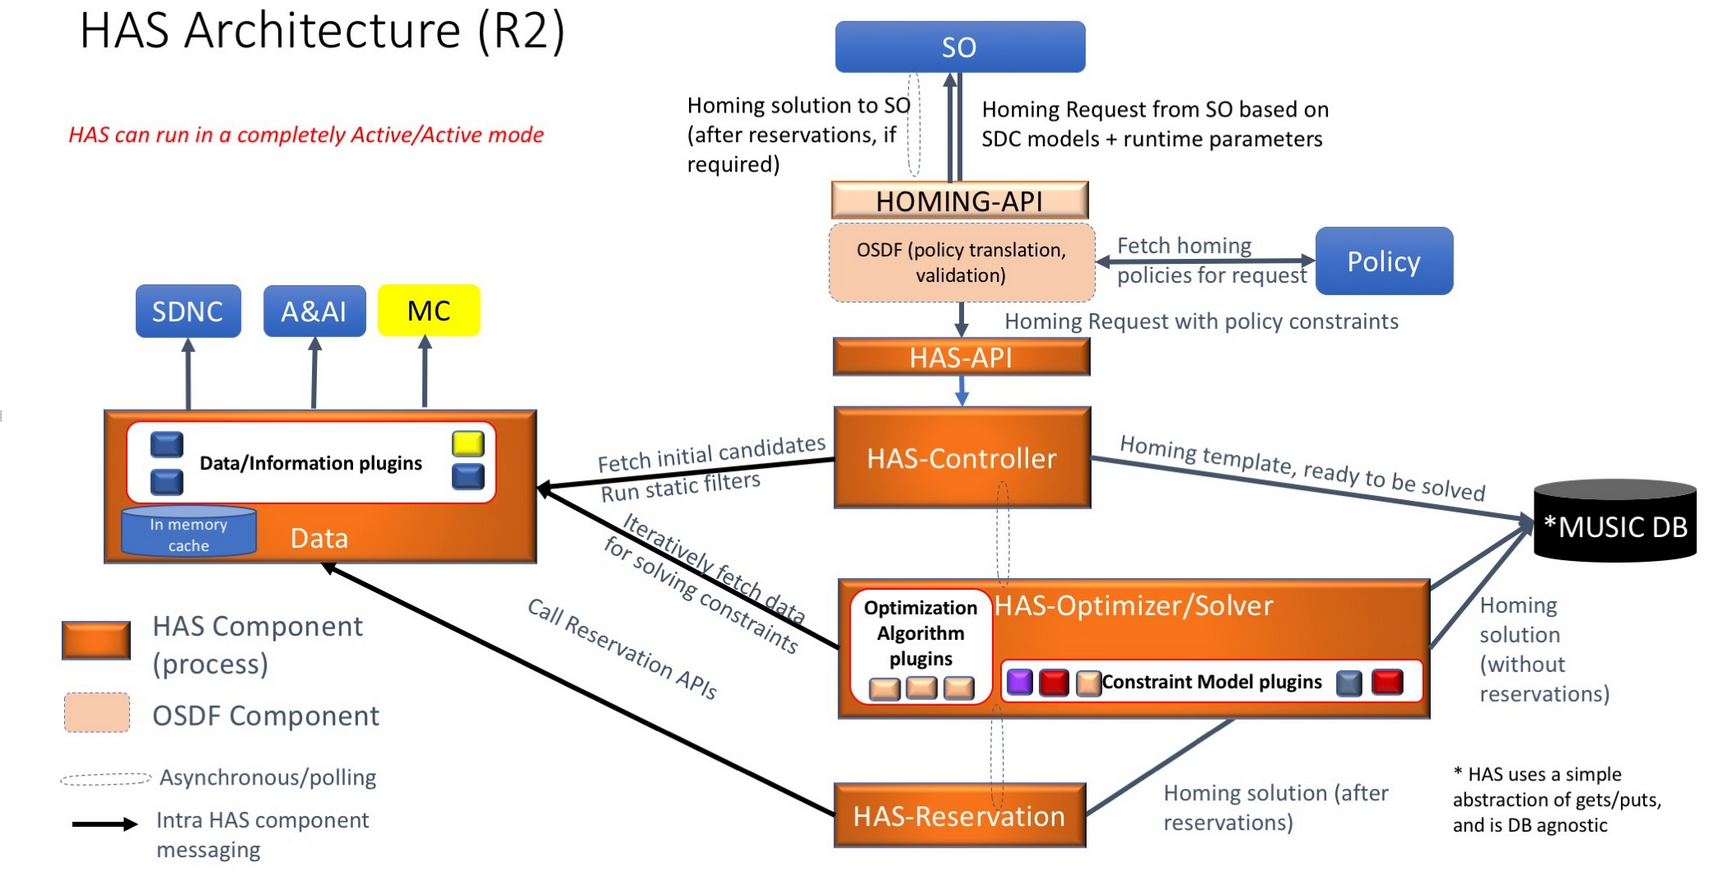 HAS Architecture (R2)
HAS can run in a completely Active/Active mode
SO
Homing solution to SO
(after reservations, if
required)
Homing Request from SO based on
SDC models + runtime parameters
HOMING-API
OSDF (policy translation,
validation)
Fetch homing
policies for request
Policy
Homing Request with policy constraints
HAS-API
SDNC
A&AI
MC
Data/Information plugins
In memory
cache
Data
Fetch initial candidates
Run static filters
HAS-Controller
Homing template, ready to be solved
*MUSIC DB
Iteratively fetch data
for solving constraints
Call Reservation APIs
Optimization
Algorithm
plugins
HAS-Optimizer/Solver
Constraint Model plugins
Homing
solution
(without
reservations)
HAS Component
(process)
OSDF Component
Asynchronous/polling
Intra HAS component
messaging
HAS-Reservation
Homing solution (after
reservations)
* HAS uses a simple
abstraction of gets/puts,
and is DB agnostic